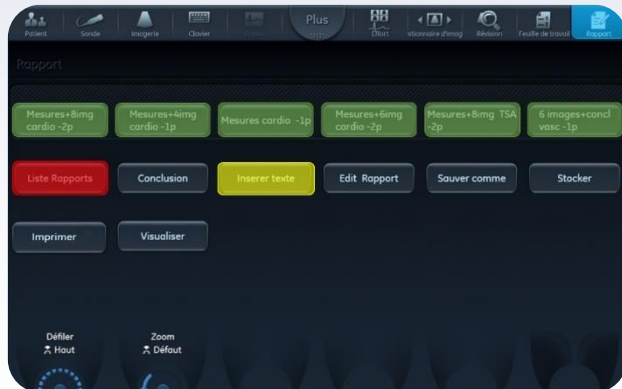 Plus
Patient
Sonde
Imagerie
Clavier
Effort
stionnaire d'imag
Révision
Feuille de travail
Rapport
Rapport
Mesures+8img
cardio -2p
Mesures+4img
cardio -1p
Mesures cardio -1p
Mesures+6img
cardio -2p
Mesures+8img TSA
-2p
6 images+concl
vasc -1p
Liste Rapports
Conclusion
Inserer texte
Edit Rapport
Sauver comme
Stocker
Imprimer
Visualiser
Défiler
Haut
Zoom
Défaut